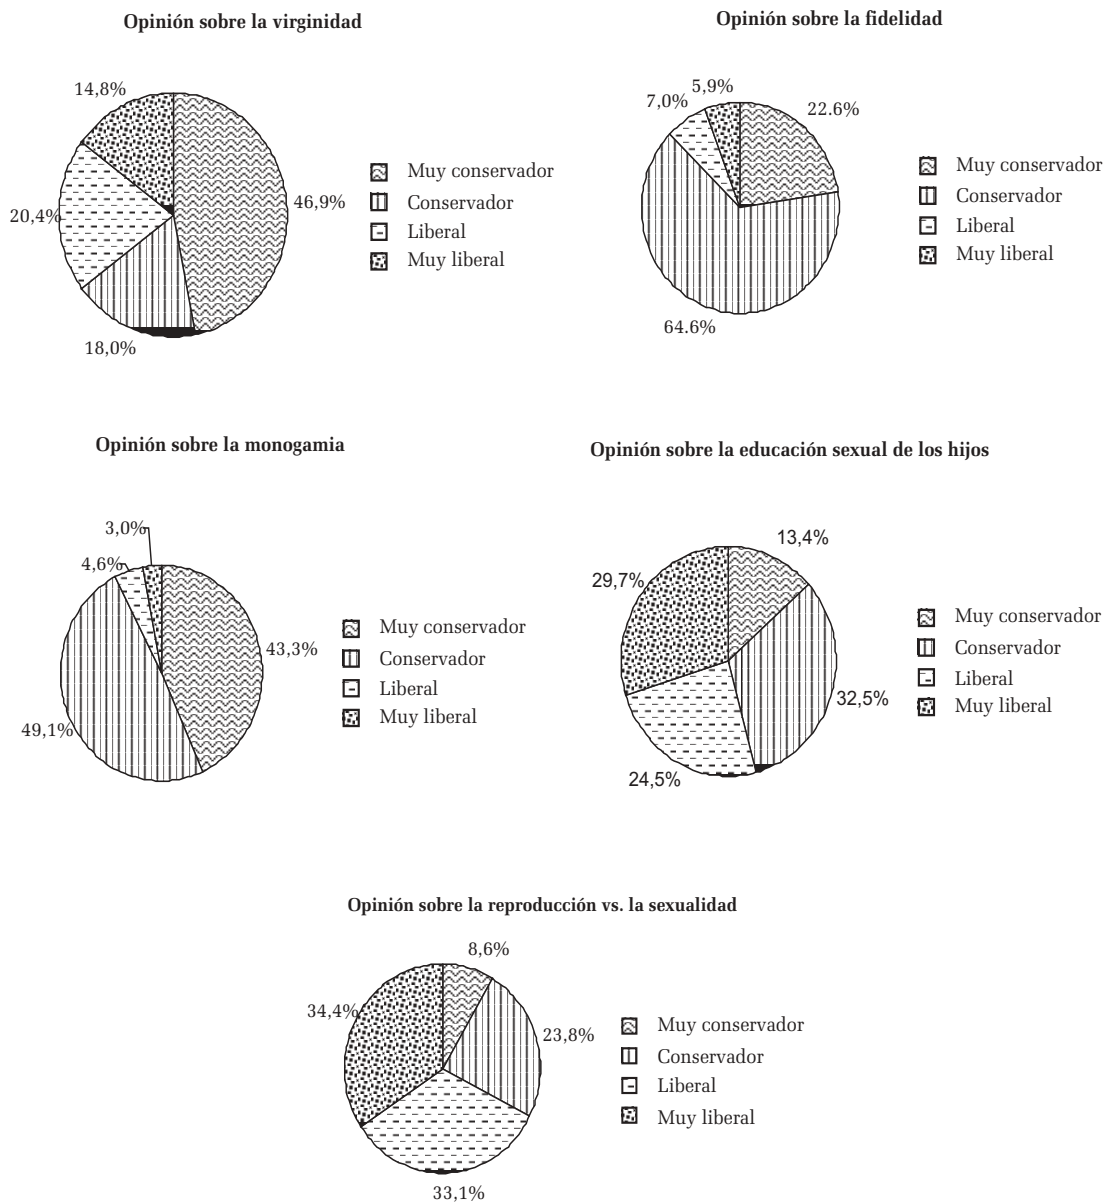 Opinión sobre la virginidad
14,8%
46,9%
20,4%
18,0%
Muy conservador
Conservador
Liberal
Muy liberal
Opinión sobre la fidelidad
5,9%
7,0%
22.6%
64.6%
Muy conservador
Conservador
Liberal
Muy liberal
Opinión sobre la monogamia
3,0%
4,6%
43,3%
49,1%
Muy conservador
Conservador
Liberal
Muy liberal
Opinión sobre la educación sexual de los hijos
13,4%
29,7%
32,5%
24,5%
Muy conservador
Conservador
Liberal
Muy liberal
Opinión sobre la reproducción vs. la sexualidad
8,6%
34,4%
23,8%
33,1%
Muy conservador
Conservador
Liberal
Muy liberal